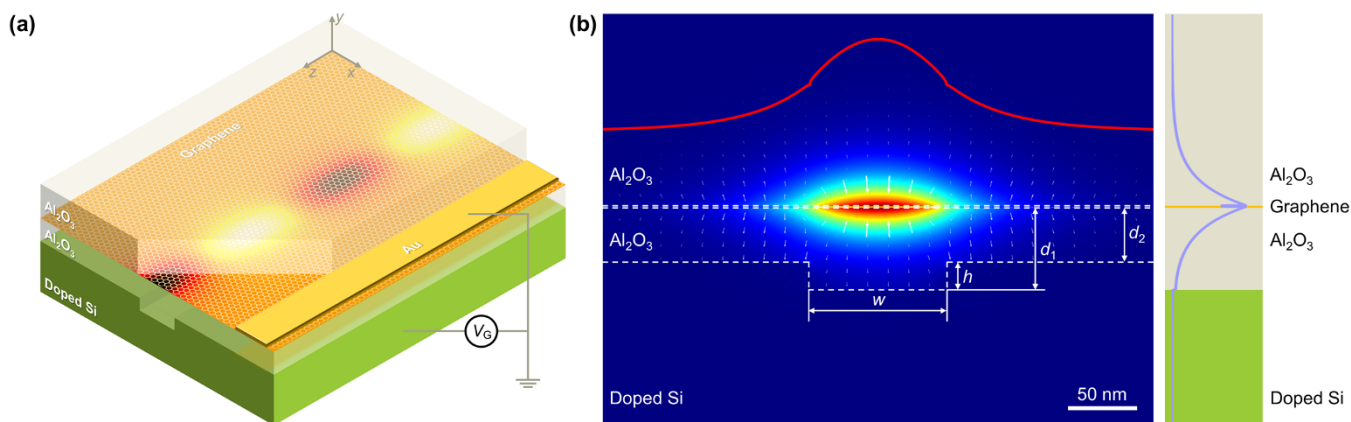 (a)
y
z
x
Graphene
Al₂O₃
Al₂O₃
Doped Si
Au
V_G
(b)
Al₂O₃
Al₂O₃
d₁
d₂
h
w
Doped Si
50 nm
Al₂O₃
Graphene
Al₂O₃
Doped Si